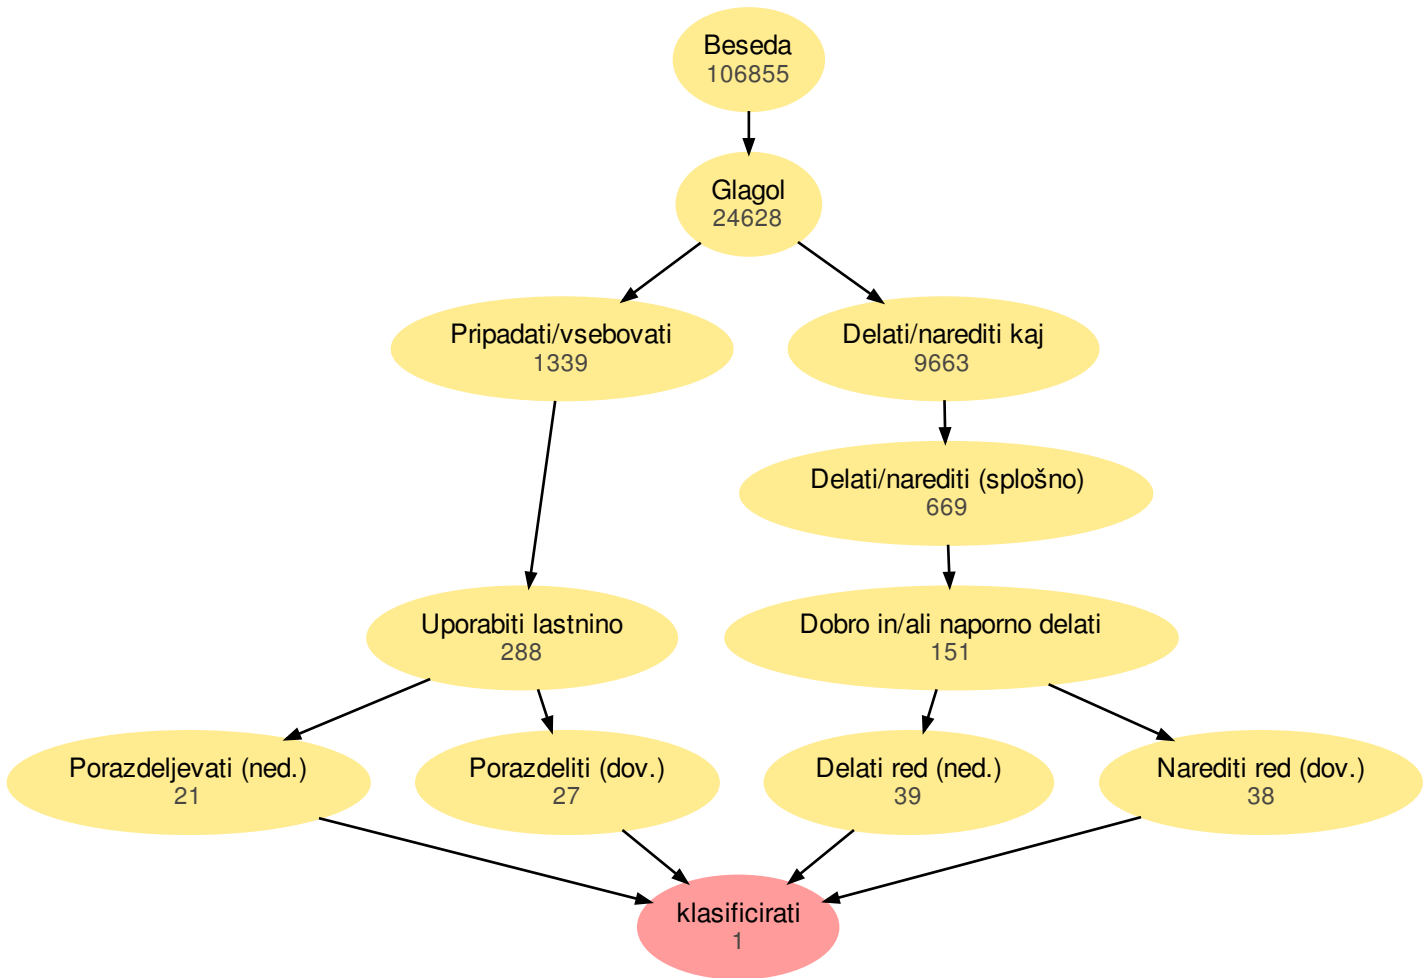 Beseda
106855
Glagol
24628
Pripadati/vsebovati
1339
Delati/narediti kaj
9663
Delati/narediti (splošno)
669
Uporabiti lastnino
288
Dobro in/ali naporno delati
151
Porazdeljevati (ned.)
21
Porazdeliti (dov.)
27
Delati red (ned.)
39
Narediti red (dov.)
38
klasificirati
1